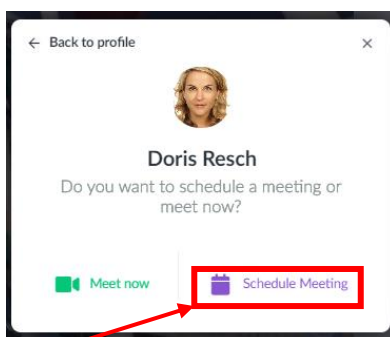 ← Back to profile ×
Doris Resch
Do you want to schedule a meeting or
meet now?
Meet now Schedule Meeting